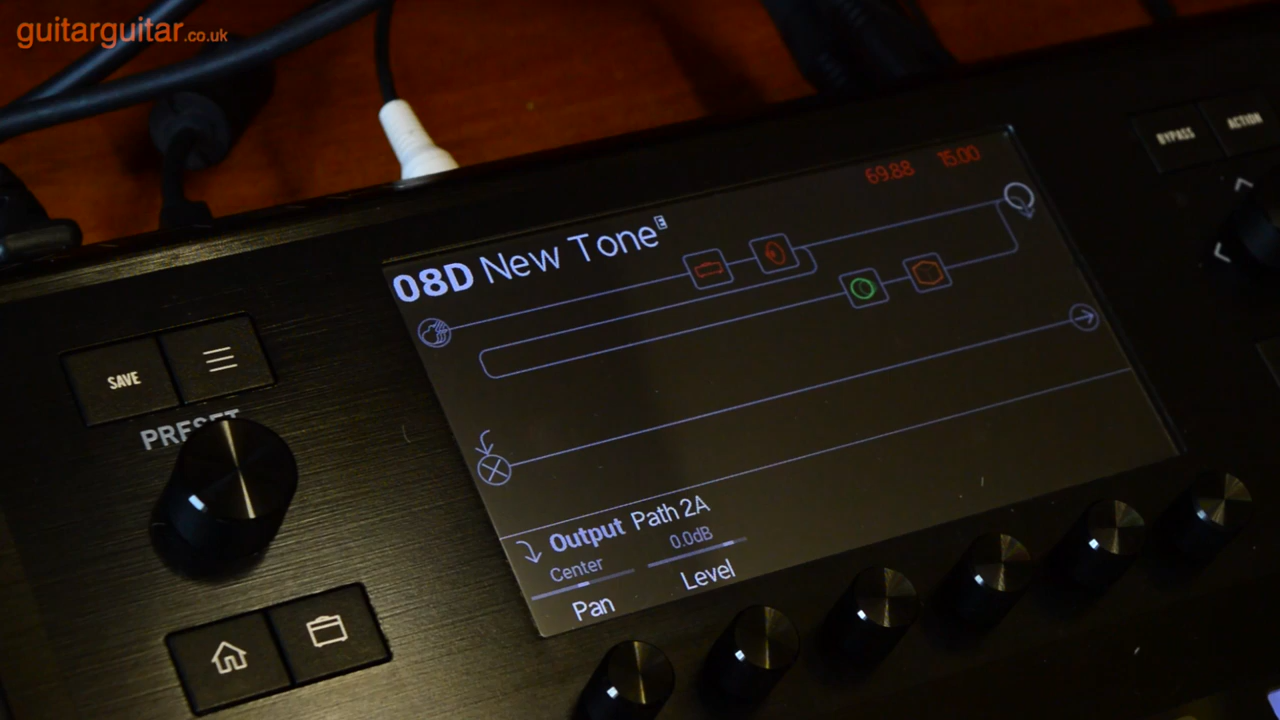 guitarguitar.co.uk
BYPASS
ACTION
69.88 15.00
08D New Tone E
SAVE
PRESET
Output Path 2A
Center
0.0dB
Pan
Level